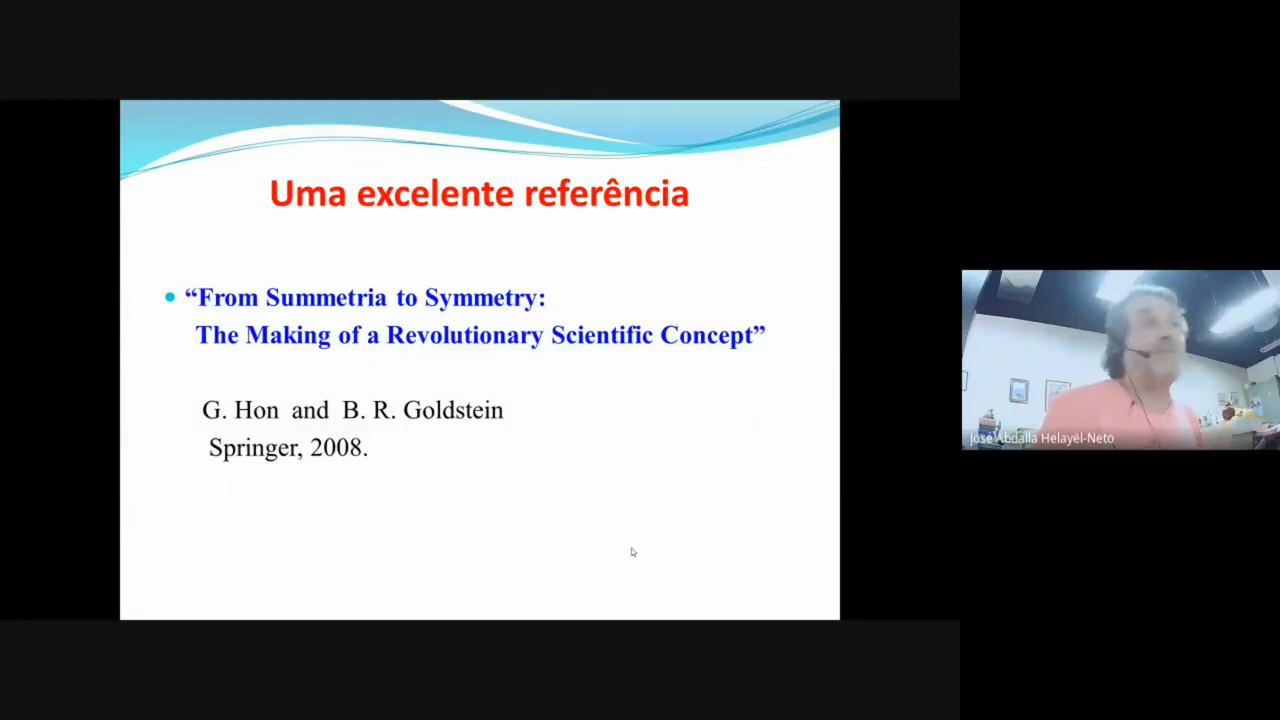 Uma excelente referência
“From Summetria to Symmetry:
The Making of a Revolutionary Scientific Concept”
G. Hon and B. R. Goldstein
Springer, 2008.
José Abdalla Helayël-Neto